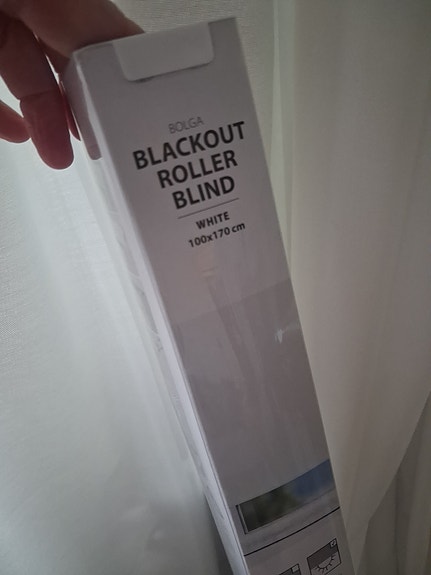 BOLGA
BLACKOUT
ROLLER
BLIND
WHITE
100x170 cm